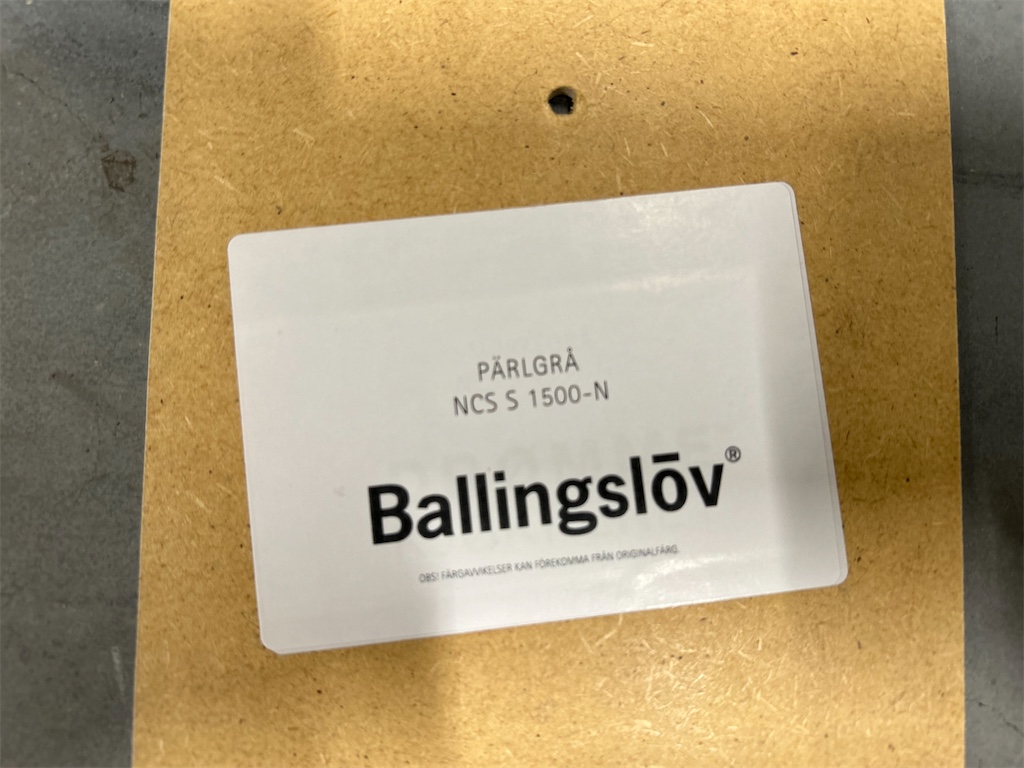 PÄRLGRÅ
NCS S 1500-N
Ballingslöv®
OBS! FÄRGAVVIKELSER KAN FÖREKOMMA FRÅN ORIGINALFÄRG.